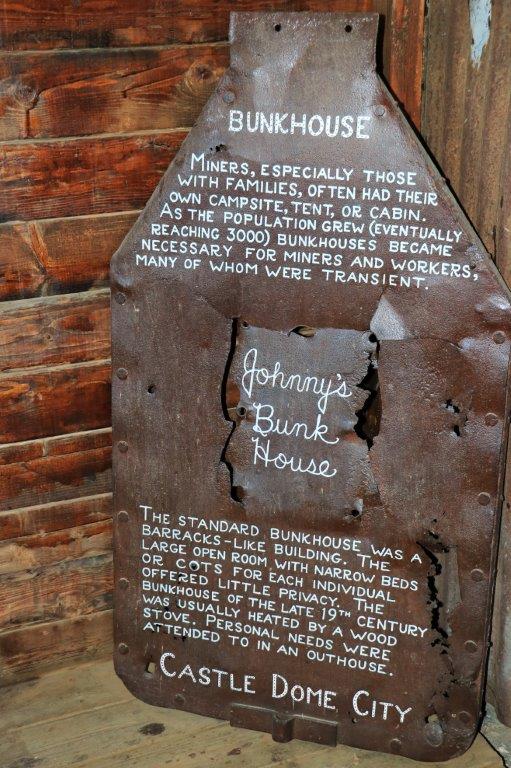 BUNKHOUSE
MINERS, ESPECIALLY THOSE
WITH FAMILIES, OFTEN HAD THEIR
OWN CAMPSITE, TENT, OR CABIN.
AS THE POPULATION GREW (EVENTUALLY
REACHING 3000) BUNKHOUSES BECAME
NECESSARY FOR MINERS AND WORKERS,
MANY OF WHOM WERE TRANSIENT.
Johnny's
Bunk
House
THE STANDARD BUNKHOUSE WAS A
BARRACKS-LIKE BUILDING. THE
LARGE OPEN ROOM WITH NARROW BEDS
OR COTS FOR EACH INDIVIDUAL
OFFERED LITTLE PRIVACY. THE
BUNKHOUSE OF THE LATE 19TH CENTURY
WAS USUALLY HEATED BY A WOOD
STOVE. PERSONAL NEEDS WERE
ATTENDED TO IN AN OUTHOUSE.
CASTLE DOME CITY